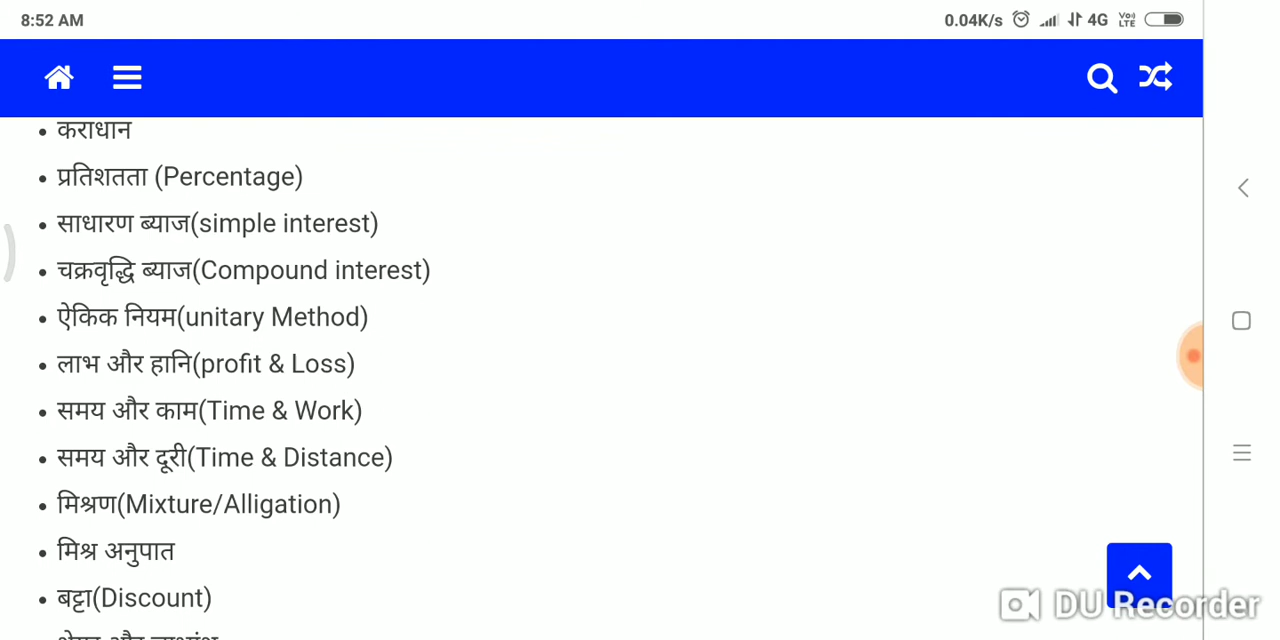 8:52 AM
0.04K/s 4G Vo)) LTE
• कराधान
• प्रतिशतता (Percentage)
• साधारण ब्याज(simple interest)
• चक्रवृद्धि ब्याज(Compound interest)
• ऐकिक नियम(unitary Method)
• लाभ और हानि(profit & Loss)
• समय और काम(Time & Work)
• समय और दूरी(Time & Distance)
• मिश्रण(Mixture/Alligation)
• मिश्र अनुपात
• बट्टा(Discount)
DU Recorder